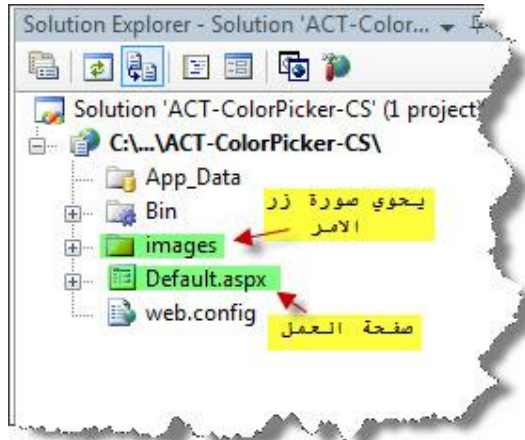 Solution Explorer - Solution 'ACT-Color...
Solution 'ACT-ColorPicker-CS' (1 project)
C:\...\ACT-ColorPicker-CS\
App_Data
Bin
يحوي صورة زر
الامر
images
Default.aspx
web.config
صفحة العمل